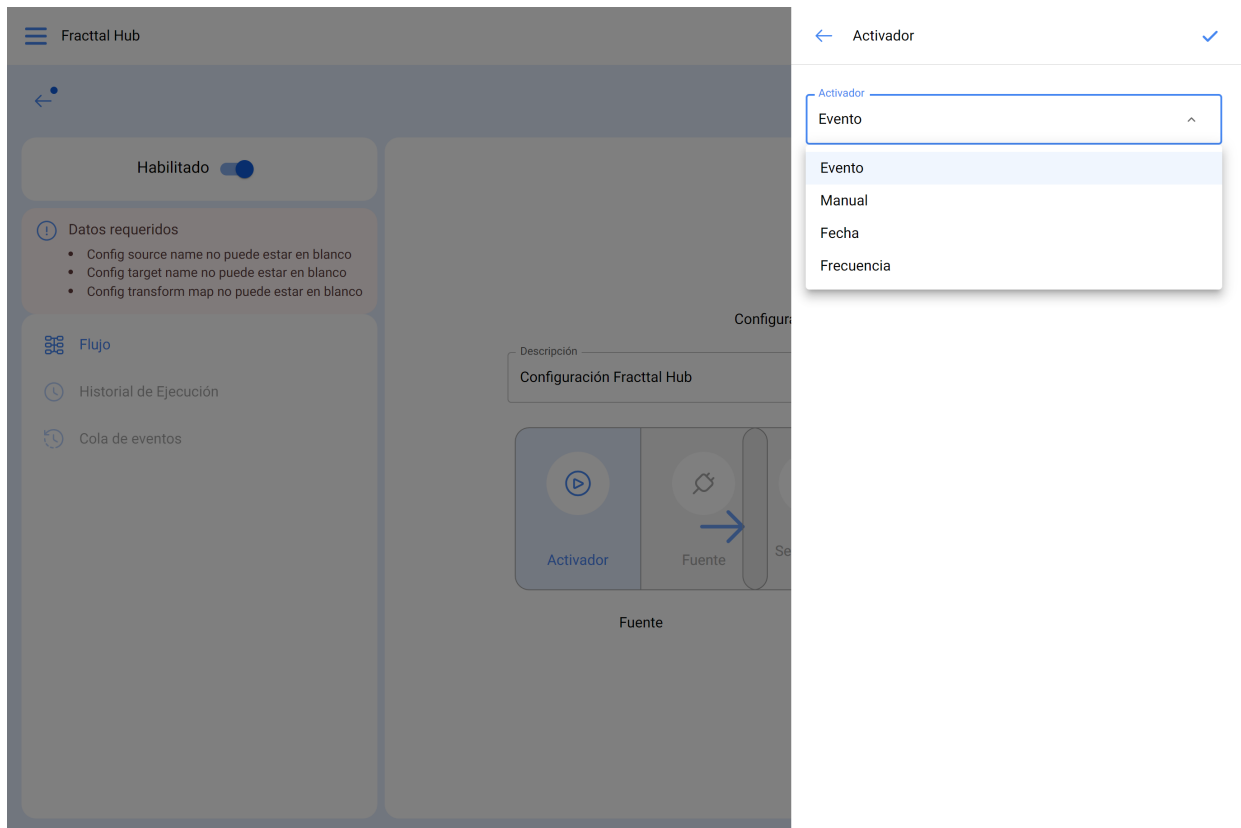 Fracttal Hub
Habilitado
Datos requeridos
Config source name no puede estar en blanco
Config target name no puede estar en blanco
Config transform map no puede estar en blanco
Flujo
Historial de Ejecución
Cola de eventos
Configura
Descripción
Configuración Fracttal Hub
Activador
Fuente
Se
Fuente
Activador
Activador
Evento
Evento
Manual
Fecha
Frecuencia